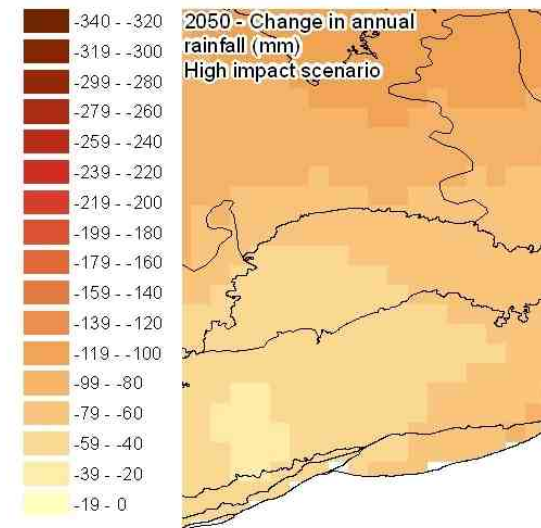 -340 - -320
-319 - -300
-299 - -280
-279 - -260
-259 - -240
-239 - -220
-219 - -200
-199 - -180
-179 - -160
-159 - -140
-139 - -120
-119 - -100
-99 - -80
-79 - -60
-59 - -40
-39 - -20
-19 - 0
2050 - Change in annual
rainfall (mm)
High impact scenario